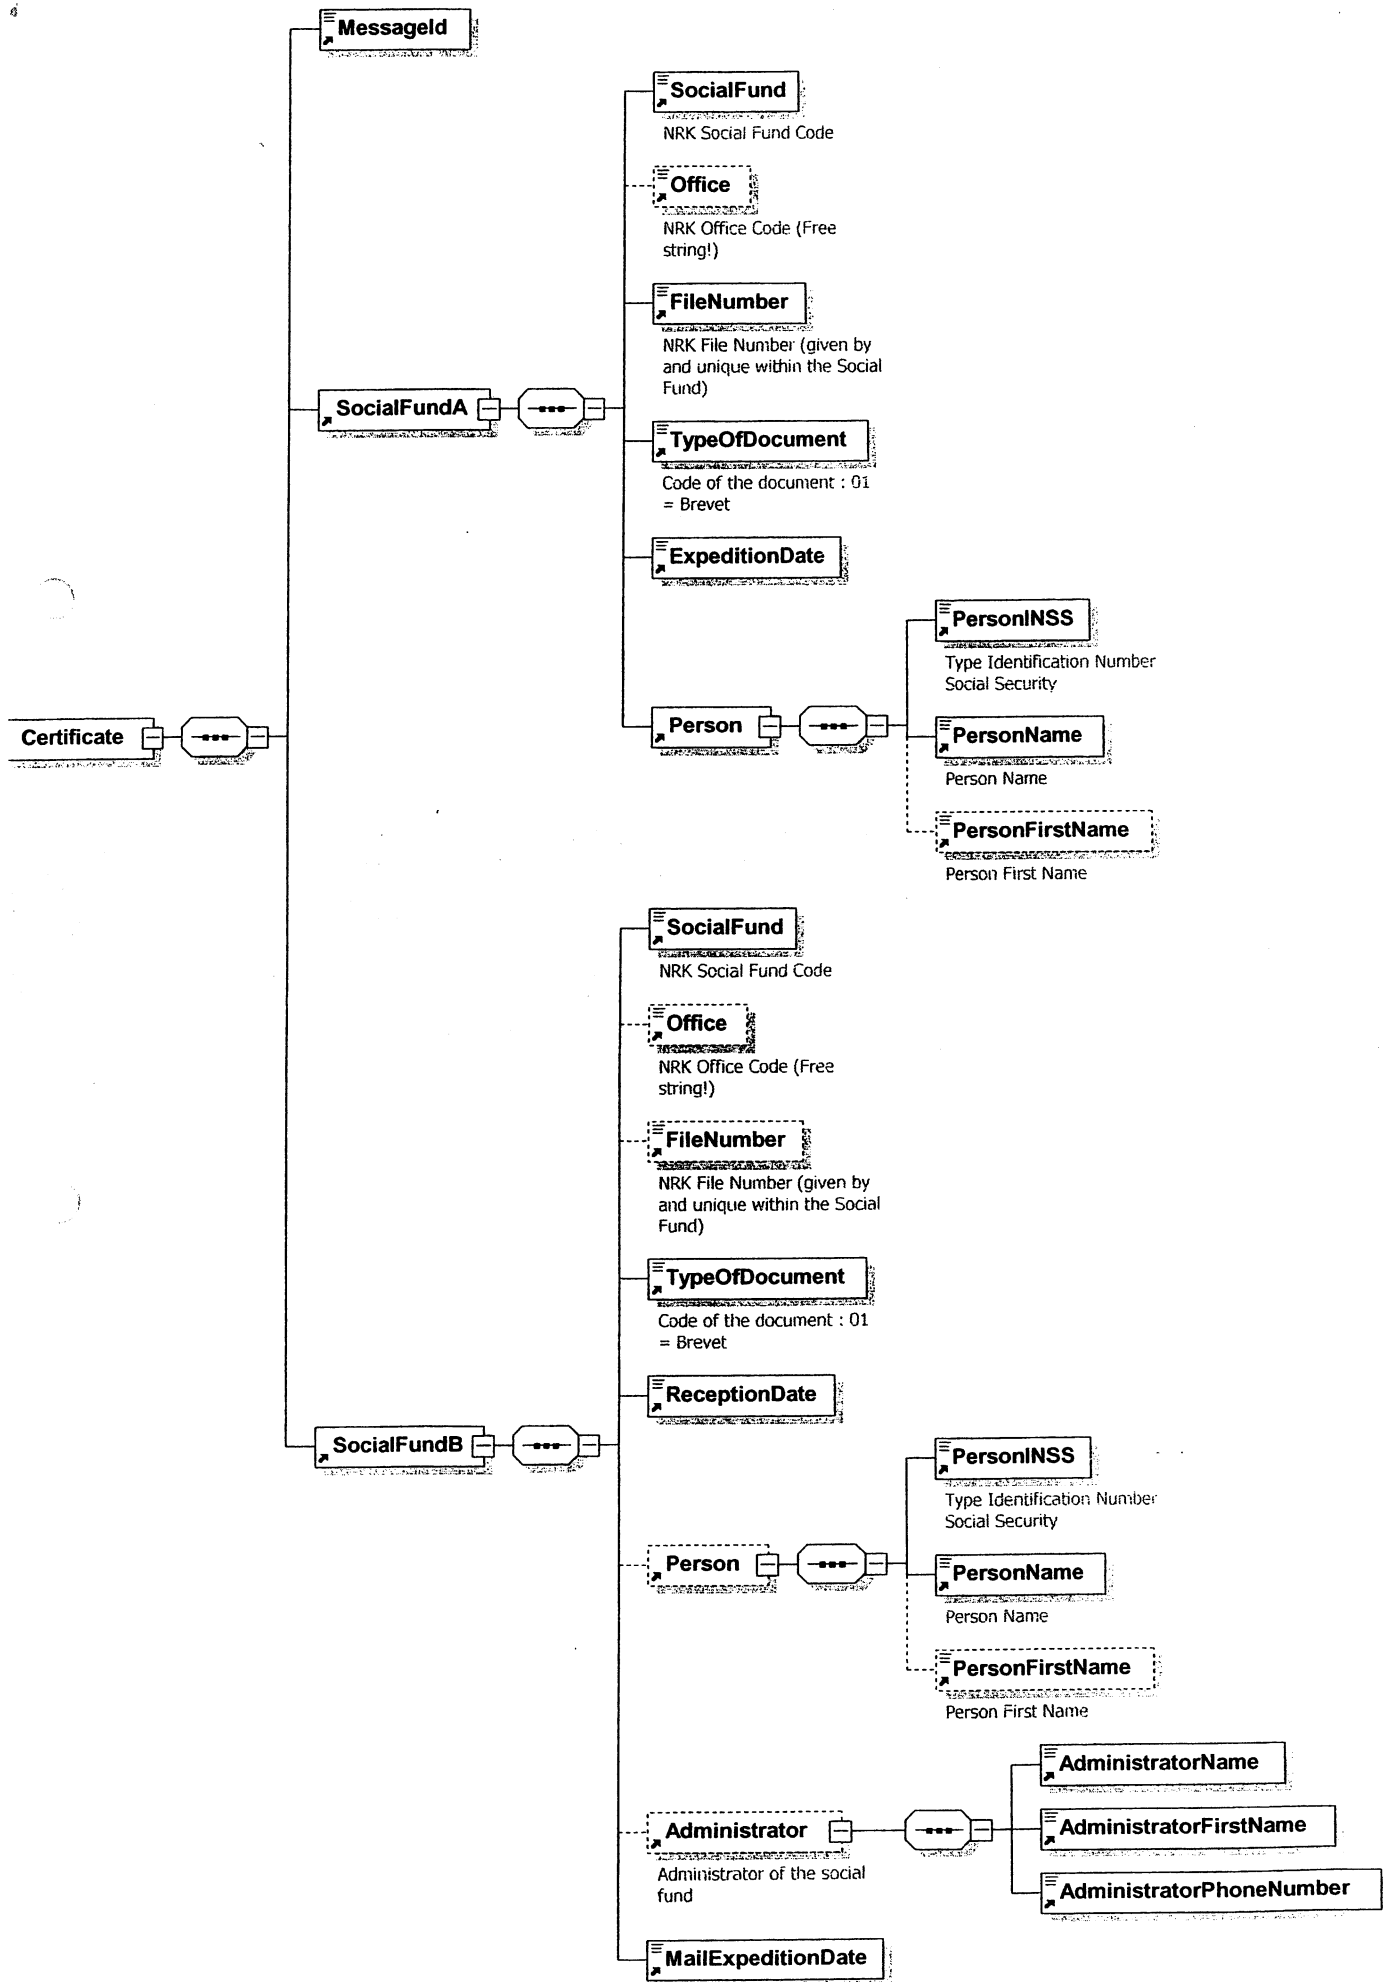 MessageId
SocialFund
NRK Social Fund Code
Office
NRK Office Code (Free
string!)
FileNumber
NRK File Number (given by
and unique within the Social
Fund)
SocialFundA
TypeOfDocument
Code of the document : 01
= Brevet
ExpeditionDate
PersonINSS
Type Identification Number
Social Security
Certificate
Person
PersonName
Person Name
PersonFirstName
Person First Name
SocialFund
NRK Social Fund Code
Office
NRK Office Code (Free
string!)
FileNumber
NRK File Number (given by
and unique within the Social
Fund)
TypeOfDocument
Code of the document : 01
= Brevet
ReceptionDate
SocialFundB
PersonINSS
Type Identification Number
Social Security
Person
PersonName
Person Name
PersonFirstName
Person First Name
AdministratorName
Administrator
Administrator of the social
fund
AdministratorFirstName
AdministratorPhoneNumber
MailExpeditionDate